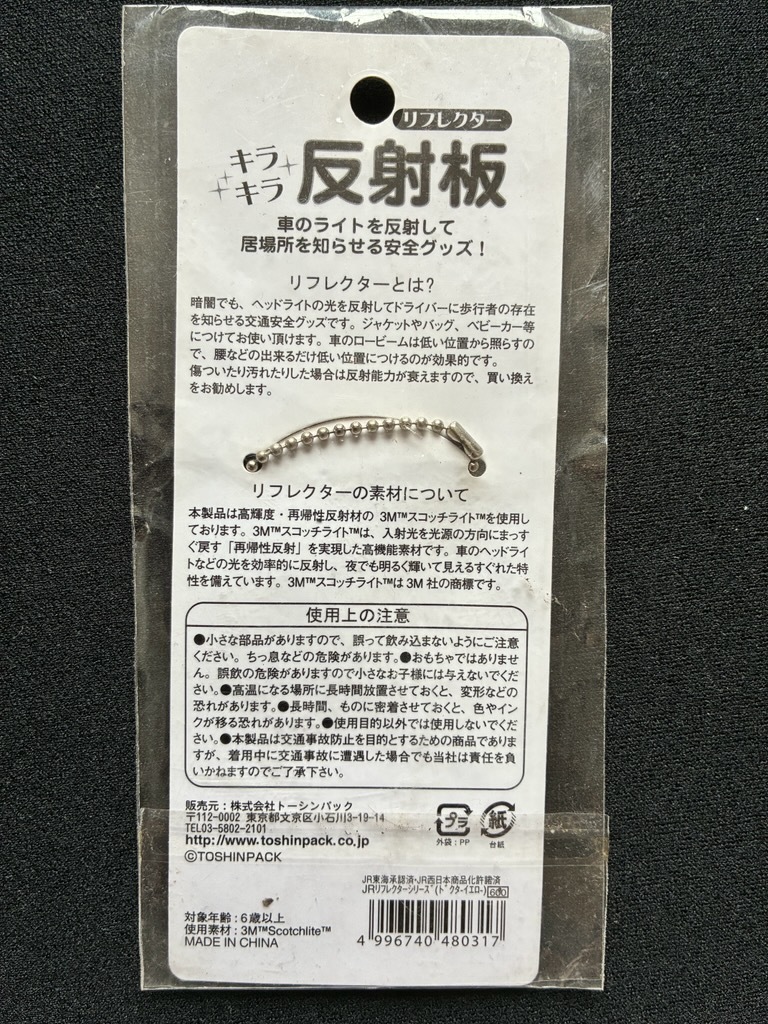 リフレクター
キラ
キラ
反射板
車のライトを反射して
居場所を知らせる安全グッズ!
リフレクターとは?
暗闇でも、ヘッドライトの光を反射してドライバーに歩行者の存在
を知らせる交通安全グッズです。ジャケットやバッグ、ベビーカー等
につけてお使い頂けます。車のロービームは低い位置から照らすの
で、腰などの出来るだけ低い位置につけるのが効果的です。
傷ついたり汚れたりした場合は反射能力が衰えますので、買い換え
をお勧めします。
リフレクターの素材について
本製品は高輝度・再帰性反射材の 3M™スコッチライト™を使用し
ております。3M™スコッチライト™は、入射光を光源の方向にまっす
ぐ戻す「再帰性反射」を実現した高機能素材です。車のヘッドライ
トなどの光を効率的に反射し、夜でも明るく輝いて見えるすぐれた特
性を備えています。3M™スコッチライト™は 3M 社の商標です。
使用上の注意
●小さな部品がありますので、誤って飲み込まないようにご注意
ください。ちっ息などの危険があります。●おもちゃではありませ
ん。誤飲の危険がありますので小さなお子様には与えないでくだ
さい。●高温になる場所に長時間放置させておくと、変形などの
恐れがあります。●長時間、ものに密着させておくと、色やイン
クが移る恐れがあります。●使用目的以外では使用しないでくだ
さい。●本製品は交通事故防止を目的とするための商品でありま
すが、着用中に交通事故に遭遇した場合でも当社は責任を負
いかねますのでご了承下さい。
販売元:株式会社トーシンパック
〒112-0002 東京都文京区小石川3-19-14
TEL03-5802-2101
http://www.toshinpack.co.jp
©TOSHINPACK
プラ
外袋:PP
紙
台紙
JR東海承認済・JR西日本商品化許諾済
JRリフレクターシリーズ(ドクターイエロー) 600
対象年齢:6歳以上
使用素材:3M™Scotchlite™
MADE IN CHINA
4 996740 480317